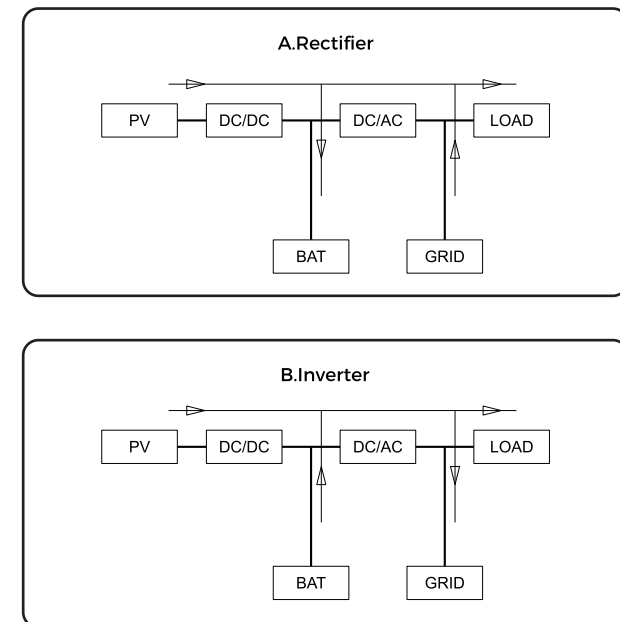 A.Rectifier
PV DC/DC DC/AC LOAD
BAT GRID
B.Inverter
PV DC/DC DC/AC LOAD
BAT GRID